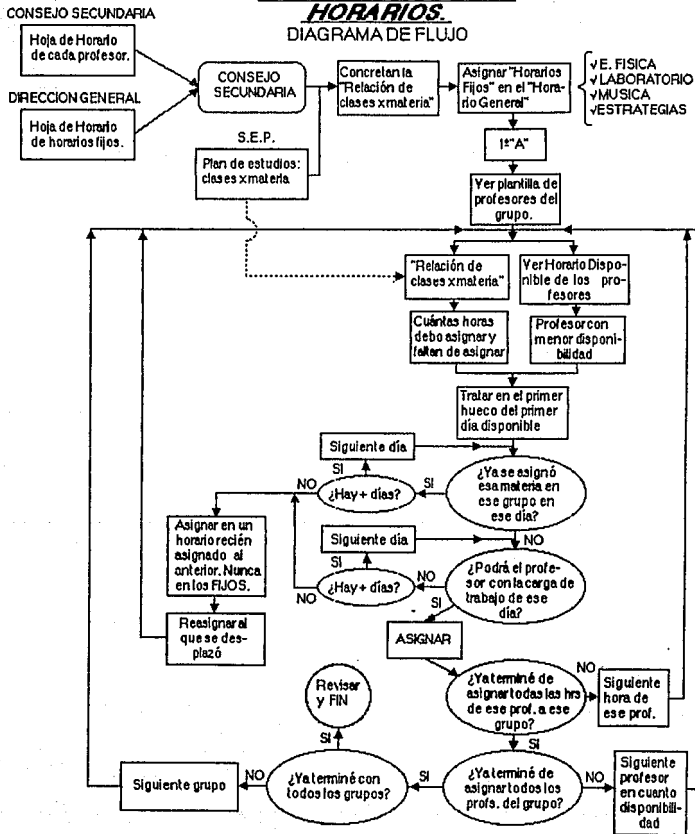 HORARIOS.
DIAGRAMA DE FLUJO
CONSEJO SECUNDARIA
Hoja de Horario
de cada profesor.
DIRECCION GENERAL
Hoja de Horario
de horarios fijos.
CONSEJO
SECUNDARIA
S.E.P.
Plan de estudios:
clases x materia
Concretan la
"Relación de
clases x materia"
Asignar "Horarios
Fijos" en el "Hora-
rio General"
√E. FISICA
√LABORATORIO
√MUSICA
√ESTRATEGIAS
1º"A"
Ver plantilla de
profesores del
grupo.
"Relación de
clases x materia"
Ver Horario Dispo-
nible de los pro-
fesores
Cuántas horas
debo asignar y
faltan de asignar
Profesor con
menor disponi-
bilidad
Tratar en el primer
hueco del primer
día disponible
Siguiente día
SI
NO
¿Hay + días?
SI
¿Ya se asignó
esa materia en
ese grupo en
ese día?
NO
Asignar en un
horario recién
asignado al
anterior. Nunca
en los FIJOS.
Siguiente dia
SI
¿Hay + días?
NO
NO
¿Podrá el profe-
sor con la carga de
trabajo de ese
día?
SI
Reasignar al
que se des-
plazó
ASIGNAR
¿Ya terminé de
asignar todas las hrs
de ese prof. a ese
grupo?
NO
Siguiente
hora de
ese prof.
SI
Revisar
y FIN
SI
Siguiente grupo
NO
¿Ya terminé con
todos los grupos?
SI
¿Ya terminé de
asignar todos los
profs. del grupo?
NO
Siguiente
profesor
en cuanto
disponibili-
dad